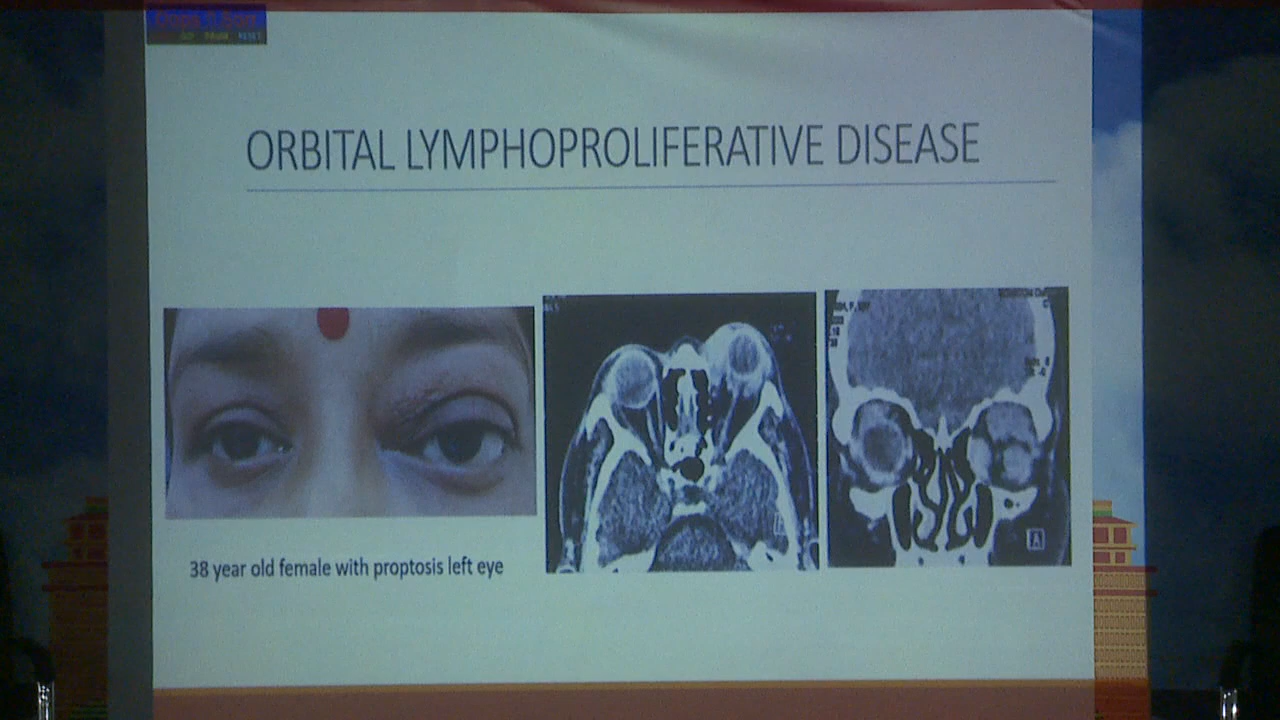 ORBITAL LYMPHOPROLIFERATIVE DISEASE
38 year old female with proptosis left eye
A